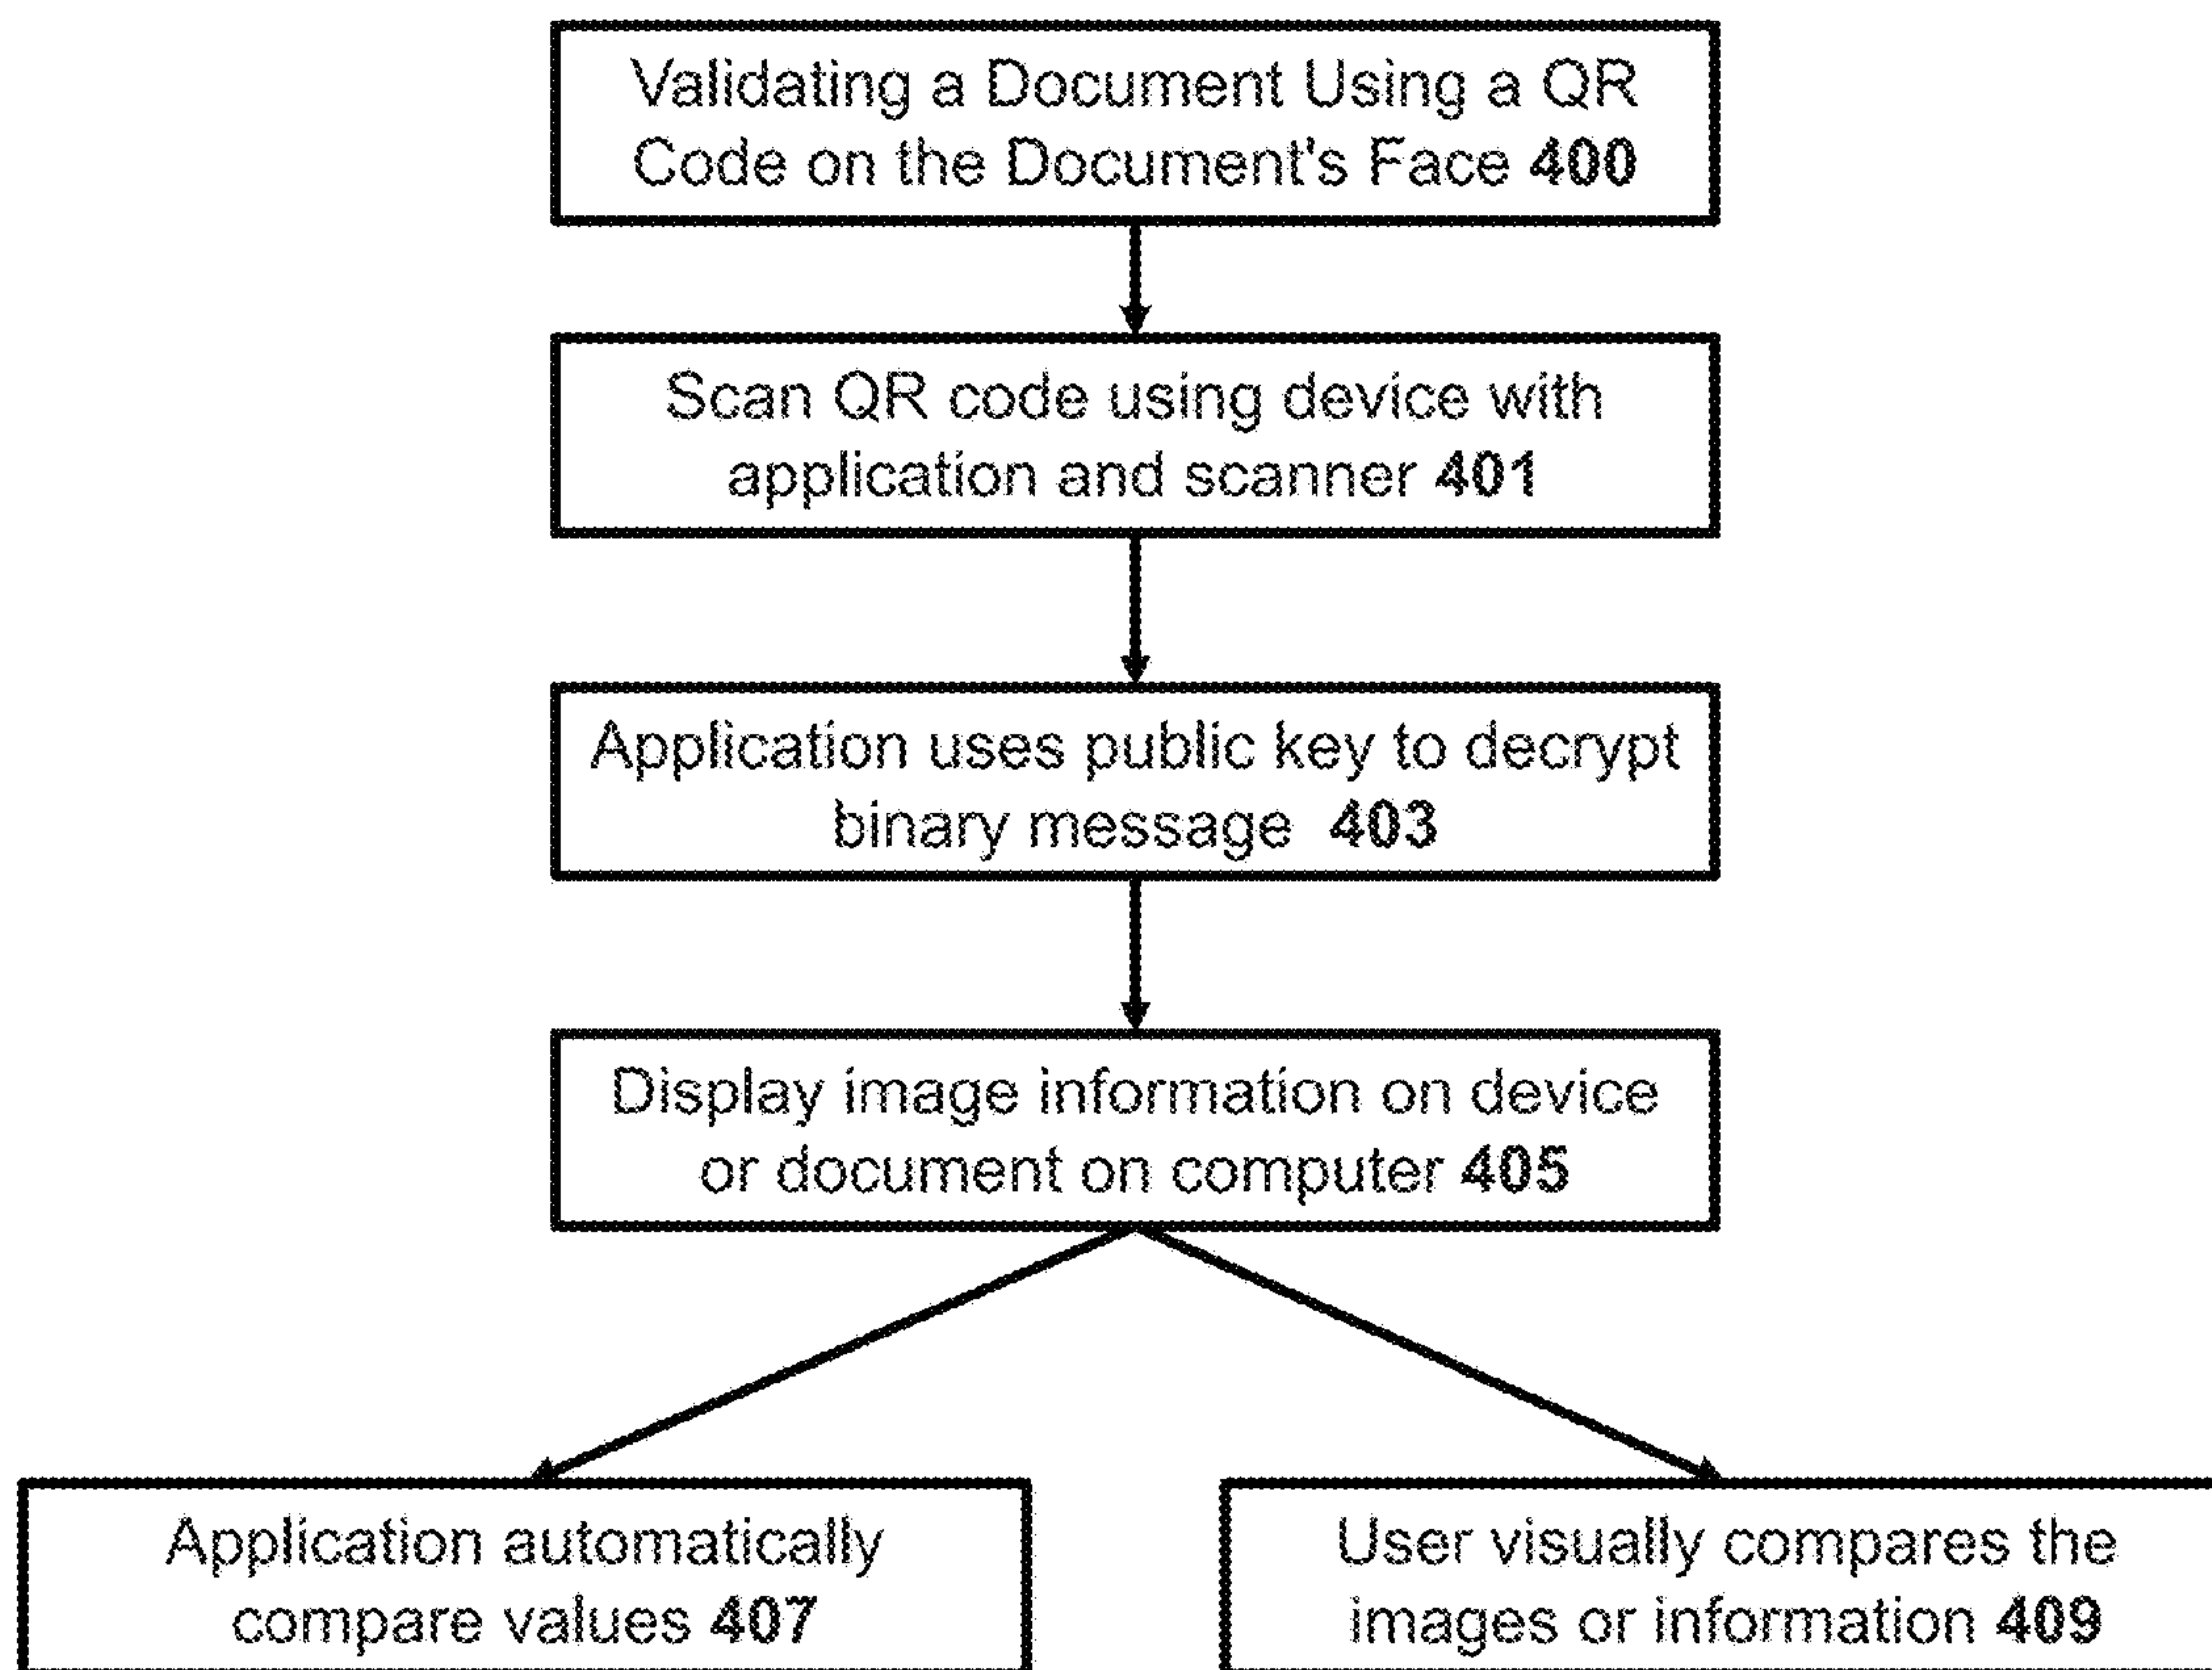 Validating a Document Using a QR
Code on the Document's Face 400
Scan QR code using device with
application and scanner 401
Application uses public key to decrypt
binary message 403
Display image information on device
or document on computer 405
Application automatically
compare values 407
User visually compares the
images or information 409